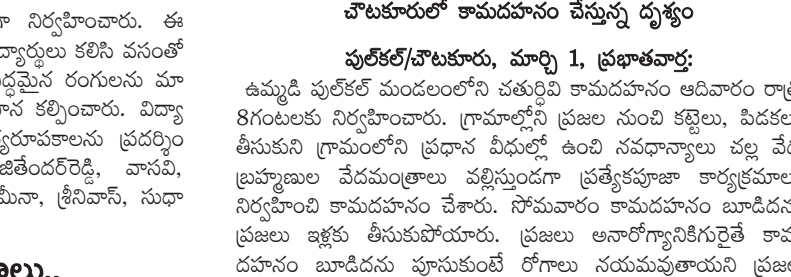 గా నిర్వహించారు. ఈ
ద్యార్థులు కలిసి వసంతో
ద్ధమైన రంగులను మా
హన కల్పించారు. విద్యా
్యరూపకాలను ప్రదర్శిం
జితేందర్‌రెడ్డి, వాసవి,
మీనా, శ్రీనివాస్, సుధా
చౌటకూరులో కామదహనం చేస్తున్న దృశ్యం
పుల్‌కల్/చౌటకూరు, మార్చి 1, ప్రభాతవార్త:
ఉమ్మడి పుల్‌కల్ మండలంలోని చతుర్ధివి కామదహనం ఆదివారం రాత్రి
8గంటలకు నిర్వహించారు. గ్రామాల్లోని ప్రజల నుంచి కట్టెలు, పిడకలు
తీసుకుని గ్రామంలోని ప్రధాన వీధుల్లో ఉంచి నవధాన్యాలు చల్ల వేద
బ్రహ్మణుల వేదమంత్రాలు వల్లిస్తుండగా ప్రత్యేకపూజా కార్యక్రమాల
నిర్వహించి కామదహనం చేశారు. సోమవారం కామదహనం బూడిదను
ప్రజలు ఇళ్లకు తీసుకుపోయారు. ప్రజలు అనారోగ్యానికిగురైతే కామ
దహనం బూడిదను పూసుకుంటే రోగాలు నయమవుతాయని ప్రజల